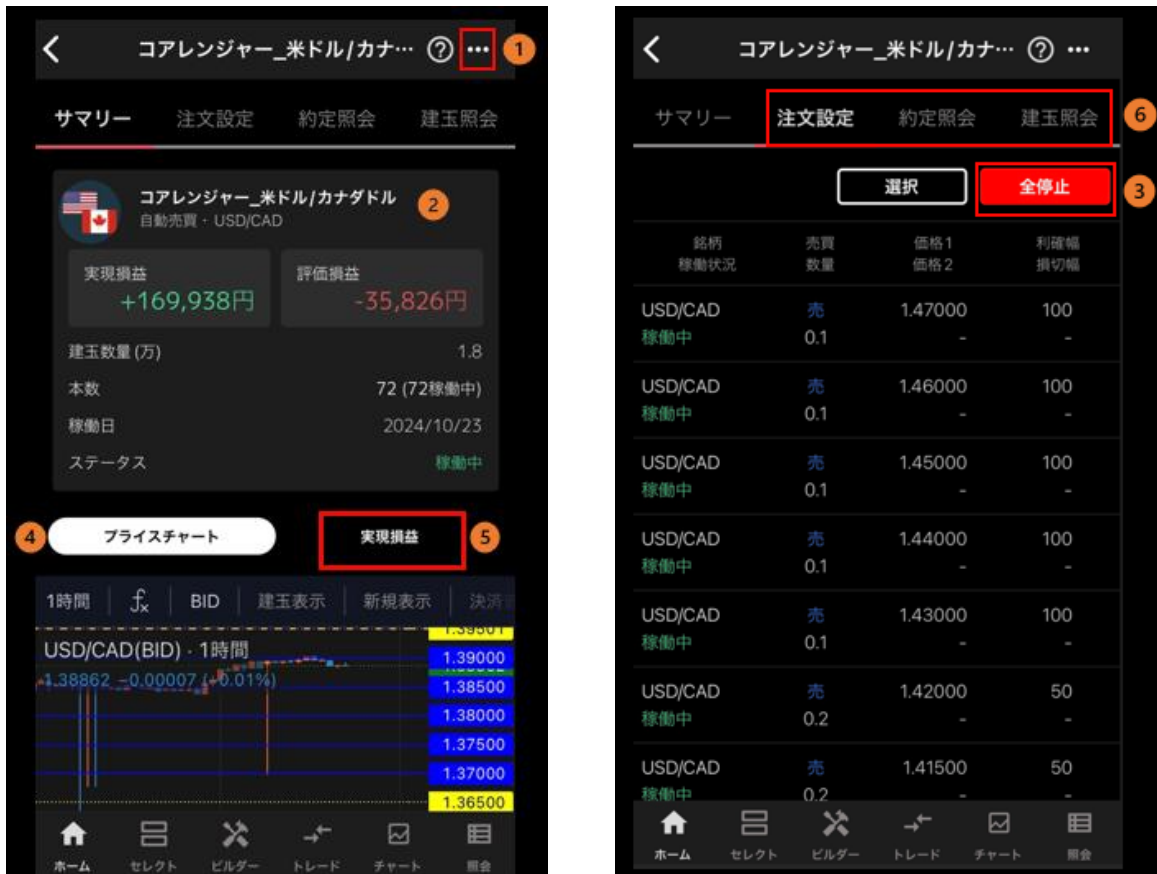 コアレンジャー_米ドル/カナ… ? … 1
サマリー 注文設定 約定照会 建玉照会
コアレンジャー_米ドル/カナダドル 2
自動売買・USD/CAD
実現損益 評価損益
+169,938円 -35,826円
建玉数量(万) 1.8
本数 72 (72稼働中)
稼働日 2024/10/23
ステータス 稼働中
4 プライスチャート 実現損益 5
1時間 fx BID 建玉表示 新規表示 決済
1.39501
USD/CAD(BID)・1時間
1.39000
1.38862 −0.00007 (+0.01%)
1.38500
1.38000
1.37500
1.37000
1.36500
ホーム セレクト ビルダー トレード チャート 照会
コアレンジャー_米ドル/カナ… ? …
サマリー 注文設定 約定照会 建玉照会 6
選択 全停止 3
銘柄 売買 価格1 利確幅
稼働状況 数量 価格2 損切幅
USD/CAD 売 1.47000 100
稼働中 0.1 - -
USD/CAD 売 1.46000 100
稼働中 0.1 - -
USD/CAD 売 1.45000 100
稼働中 0.1 - -
USD/CAD 売 1.44000 100
稼働中 0.1 - -
USD/CAD 売 1.43000 100
稼働中 0.1 - -
USD/CAD 売 1.42000 50
稼働中 0.2 - -
USD/CAD 売 1.41500 50
稼働中 0.2 - -
ホーム セレクト ビルダー トレード チャート 照会